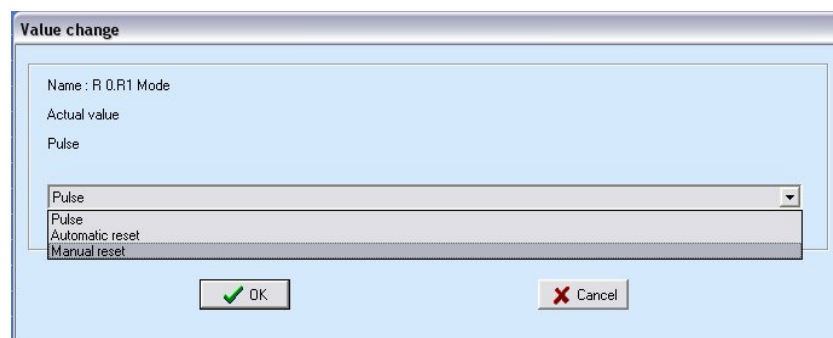 Value change
Name : R 0.R1 Mode
Actual value
Pulse
Pulse
Pulse
Automatic reset
Manual reset
OK
Cancel